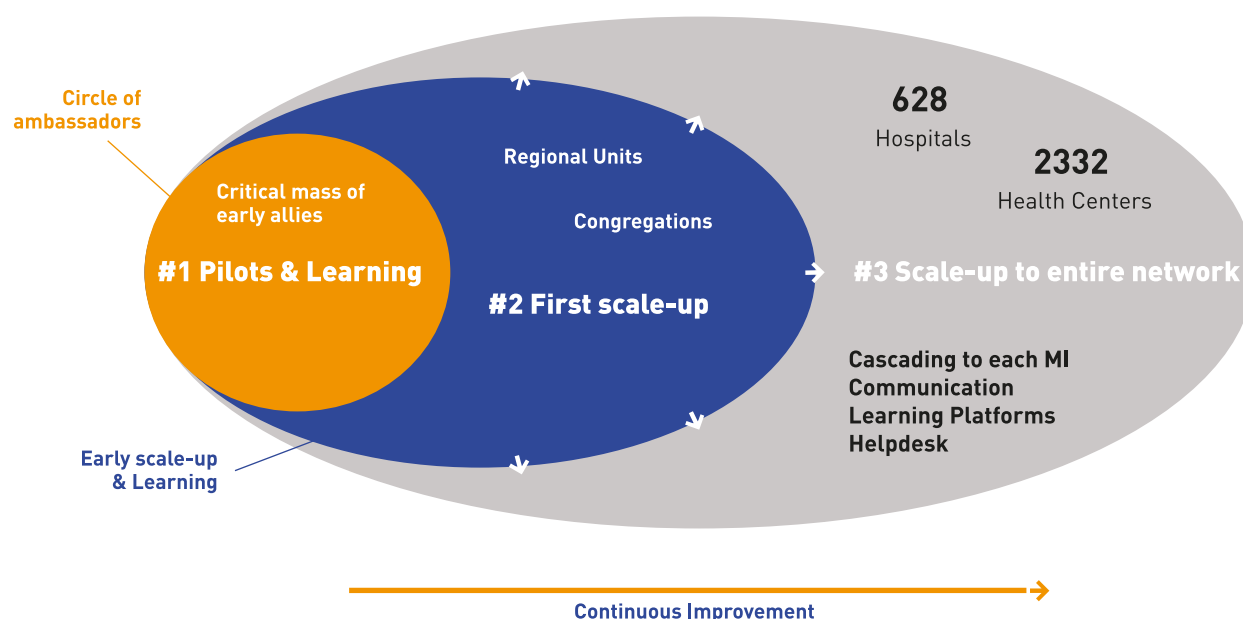 Circle of
ambassadors
Critical mass of
early allies
#1 Pilots & Learning
Regional Units
Congregations
#2 First scale-up
628
Hospitals
2332
Health Centers
#3 Scale-up to entire network
Cascading to each MI
Communication
Learning Platforms
Helpdesk
Early scale-up
& Learning
Continuous Improvement